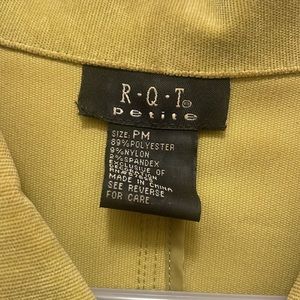 R·Q·T®
petite
SIZE: PM
89% POLYESTER
9% NYLON
2% SPANDEX
EXCLUSIVE OF
MADE IN CHINA
SEE REVERSE
FOR CARE